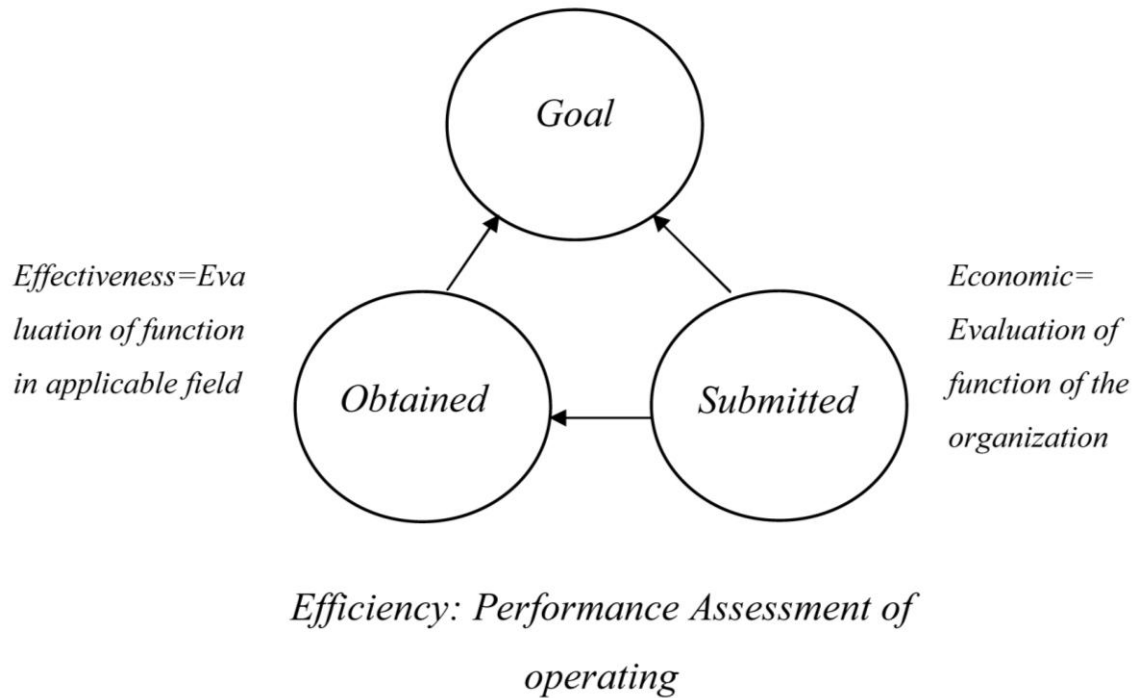 Goal
Effectiveness=Eva
luation of function
in applicable field
Obtained
Submitted
Economic=
Evaluation of
function of the
organization
Efficiency: Performance Assessment of
operating